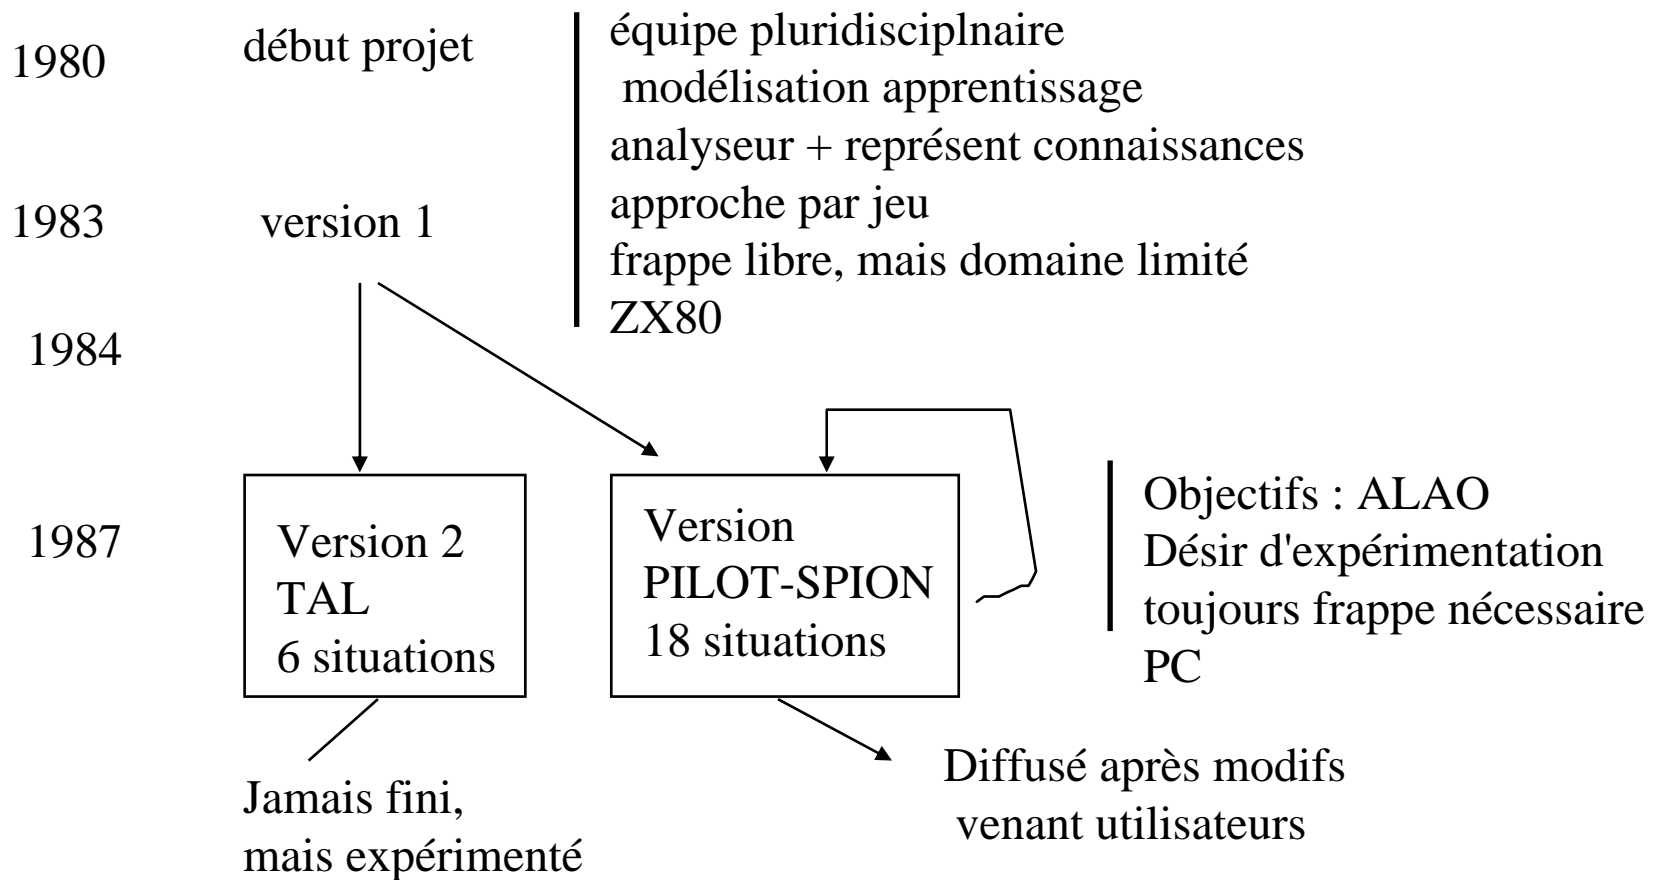 1980
début projet
équipe pluridisciplnaire
modélisation apprentissage
analyseur + représent connaissances
approche par jeu
frappe libre, mais domaine limité
ZX80
1983
version 1
1984
1987
Version 2
TAL
6 situations
Version
PILOT-SPION
18 situations
Objectifs : ALAO
Désir d'expérimentation
toujours frappe nécessaire
PC
Jamais fini,
mais expérimenté
Diffusé après modifs
venant utilisateurs